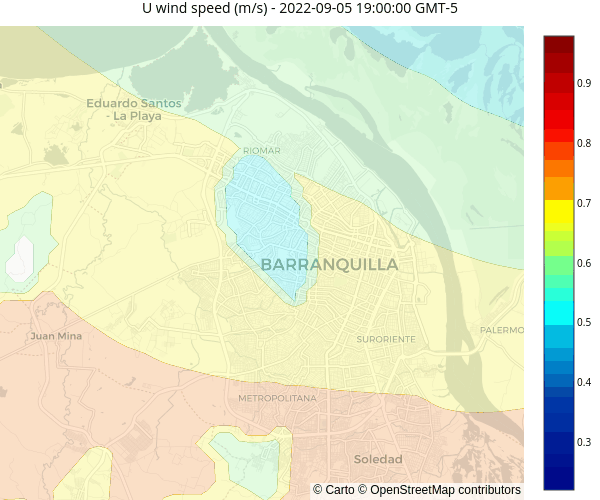 U wind speed (m/s) - 2022-09-05 19:00:00 GMT-5
Eduardo Santos
- La Playa
RIOMAR
BARRANQUILLA
SURORIENTE
PALERMO
Juan Mina
METROPOLITANA
Soledad
© Carto © OpenStreetMap contributors
0.9
0.8
0.7
0.6
0.5
0.4
0.3